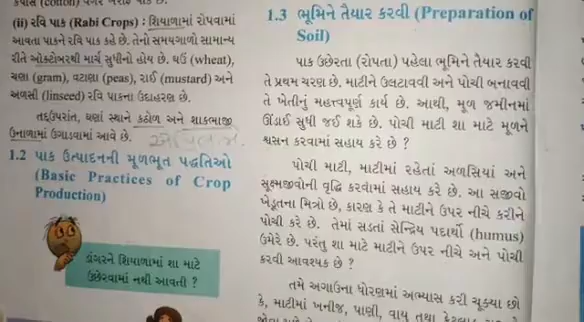 (ii) રવિ પાક (Rabi Crops) : શિયાળામાં રોપવામાં
આવતા પાકને રવિ પાક કહે છે. તેનો સમયગાળો સામાન્ય
રીતે ઑક્ટોબરથી માર્ચ સુધીનો હોય છે. ઘઉં (wheat),
ચણા (gram), વટાણા (peas), રાઈ (mustard) અને
અળસી (linseed) રવિ પાકના ઉદાહરણ છે.
તદ્ઉપરાંત, ઘણાં સ્થાને કઠોળ અને શાકભાજી
ઉનાળામાં ઉગાડવામાં આવે છે.
1.2 પાક ઉત્પાદનની મૂળભૂત પદ્ધતિઓ
(Basic Practices of Crop
Production)
ડાંગરને શિયાળામાં શા માટે
ઉછેરવામાં નથી આવતી ?
1.3 ભૂમિને તૈયાર કરવી (Preparation of
Soil)
પાક ઉછેરતા (રોપતા) પહેલા ભૂમિને તૈયાર કરવી
તે પ્રથમ ચરણ છે. માટીને ઉલટાવવી અને પોચી બનાવવી
તે ખેતીનું મહત્ત્વપૂર્ણ કાર્ય છે. આથી, મૂળ જમીનમાં
ઊંડાઈ સુધી જઈ શકે છે. પોચી માટી શા માટે મૂળને
શ્વસન કરવામાં સહાય કરે છે ?
પોચી માટી, માટીમાં રહેતાં અળસિયાં અને
સૂક્ષ્મજીવોની વૃદ્ધિ કરવામાં સહાય કરે છે. આ સજીવો
ખેડૂતના મિત્રો છે, કારણ કે તે માટીને ઉપર નીચે કરીને
પોચી કરે છે. તેમાં સડતાં સેન્દ્રિય પદાર્થો (humus)
ઉમેરે છે. પરંતુ શા માટે માટીને ઉપર નીચે અને પોચી
કરવી આવશ્યક છે ?
તમે અગાઉના ધોરણમાં અભ્યાસ કરી ચૂક્યા છો
કે, માટીમાં ખનીજ, પાણી, વાયુ તથા કેટલાક